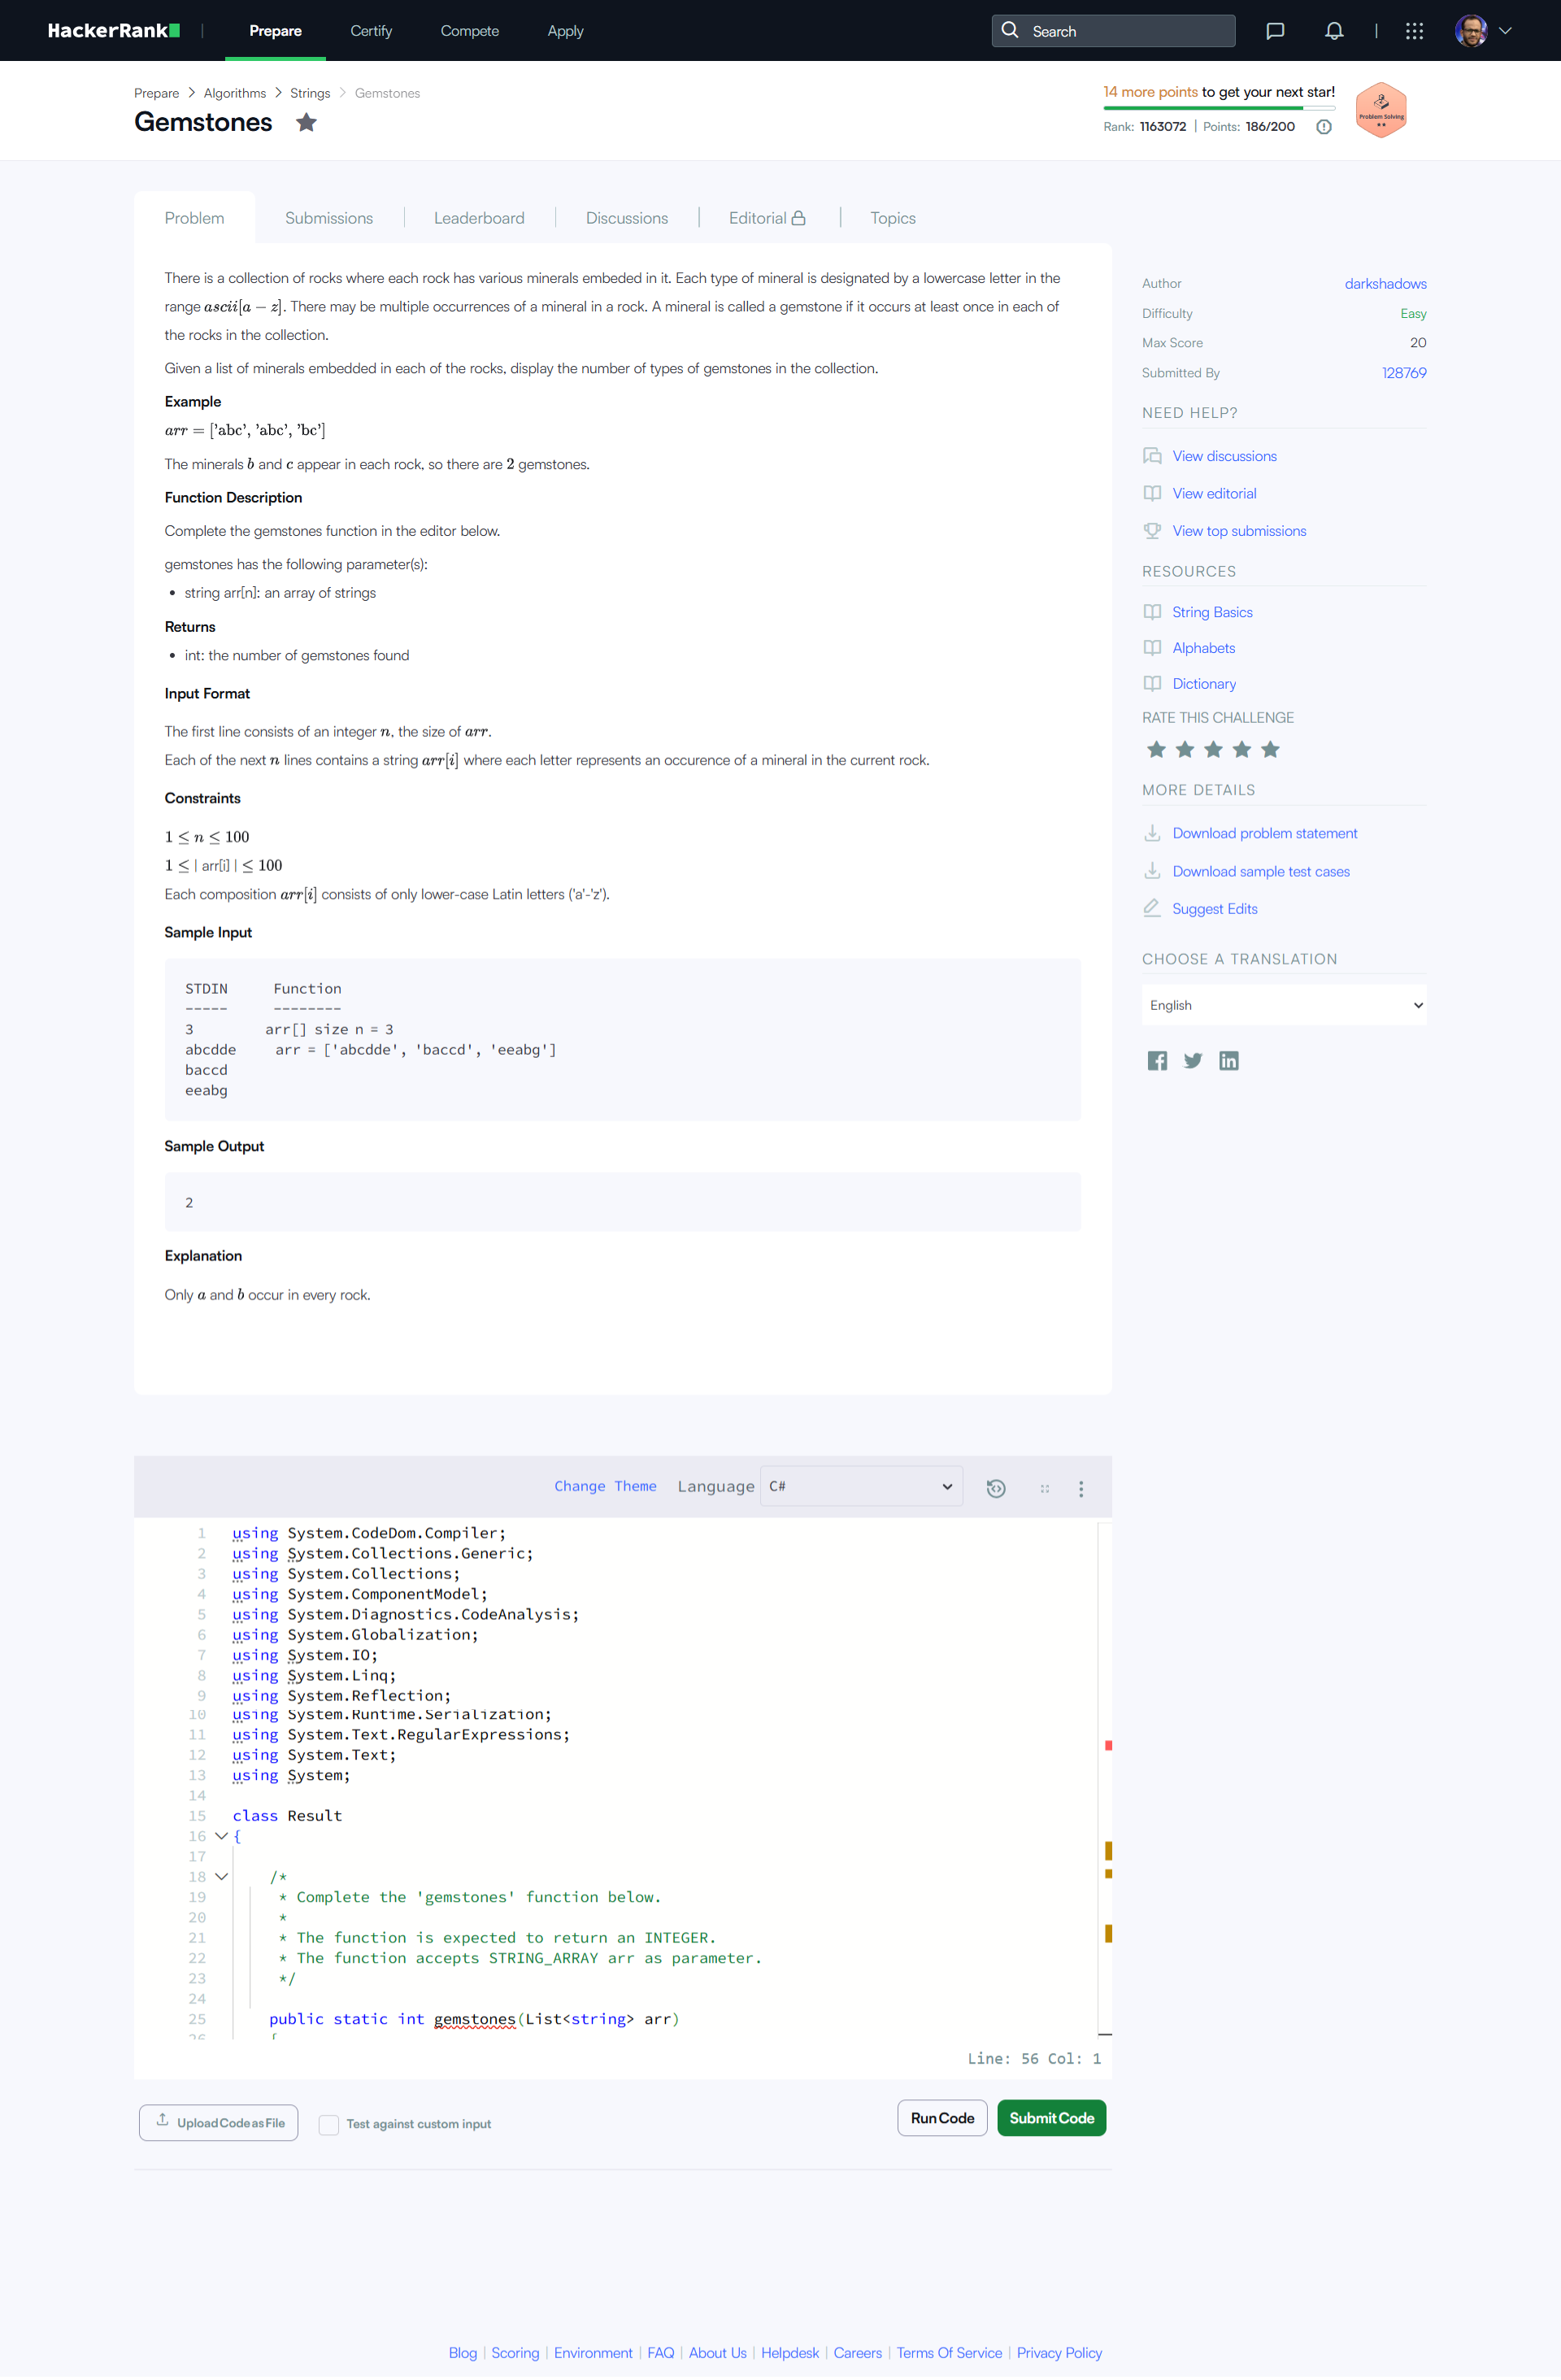 HackerRank | Prepare Certify Compete Apply Search
Prepare > Algorithms > Strings > Gemstones
Gemstones
14 more points to get your next star!
Rank: 1163072 | Points: 186/200
Problem Solving
Problem Submissions Leaderboard Discussions Editorial Topics
There is a collection of rocks where each rock has various minerals embeded in it. Each type of mineral is designated by a lowercase letter in the
range ascii[a − z]. There may be multiple occurrences of a mineral in a rock. A mineral is called a gemstone if it occurs at least once in each of
the rocks in the collection.
Given a list of minerals embedded in each of the rocks, display the number of types of gemstones in the collection.
Example
arr = ['abc', 'abc', 'bc']
The minerals b and c appear in each rock, so there are 2 gemstones.
Function Description
Complete the gemstones function in the editor below.
gemstones has the following parameter(s):
• string arr[n]: an array of strings
Returns
• int: the number of gemstones found
Input Format
The first line consists of an integer n, the size of arr.
Each of the next n lines contains a string arr[i] where each letter represents an occurence of a mineral in the current rock.
Constraints
1 ≤ n ≤ 100
1 ≤ | arr[i] | ≤ 100
Each composition arr[i] consists of only lower-case Latin letters ('a'-'z').
Sample Input
STDIN Function
----- --------
3 arr[] size n = 3
abcdde arr = ['abcdde', 'baccd', 'eeabg']
baccd
eeabg
Sample Output
2
Explanation
Only a and b occur in every rock.
Author darkshadows
Difficulty Easy
Max Score 20
Submitted By 128769
NEED HELP?
View discussions
View editorial
View top submissions
RESOURCES
String Basics
Alphabets
Dictionary
RATE THIS CHALLENGE
MORE DETAILS
Download problem statement
Download sample test cases
Suggest Edits
CHOOSE A TRANSLATION
English
Change Theme Language C#
1 using System.CodeDom.Compiler;
2 using System.Collections.Generic;
3 using System.Collections;
4 using System.ComponentModel;
5 using System.Diagnostics.CodeAnalysis;
6 using System.Globalization;
7 using System.IO;
8 using System.Linq;
9 using System.Reflection;
10 using System.Runtime.Serialization;
11 using System.Text.RegularExpressions;
12 using System.Text;
13 using System;
14
15 class Result
16 {
17
18 /*
19 * Complete the 'gemstones' function below.
20 *
21 * The function is expected to return an INTEGER.
22 * The function accepts STRING_ARRAY arr as parameter.
23 */
24
25 public static int gemstones(List<string> arr)
26 {
Line: 56 Col: 1
Upload Code as File Test against custom input Run Code Submit Code
Blog | Scoring | Environment | FAQ | About Us | Helpdesk | Careers | Terms Of Service | Privacy Policy